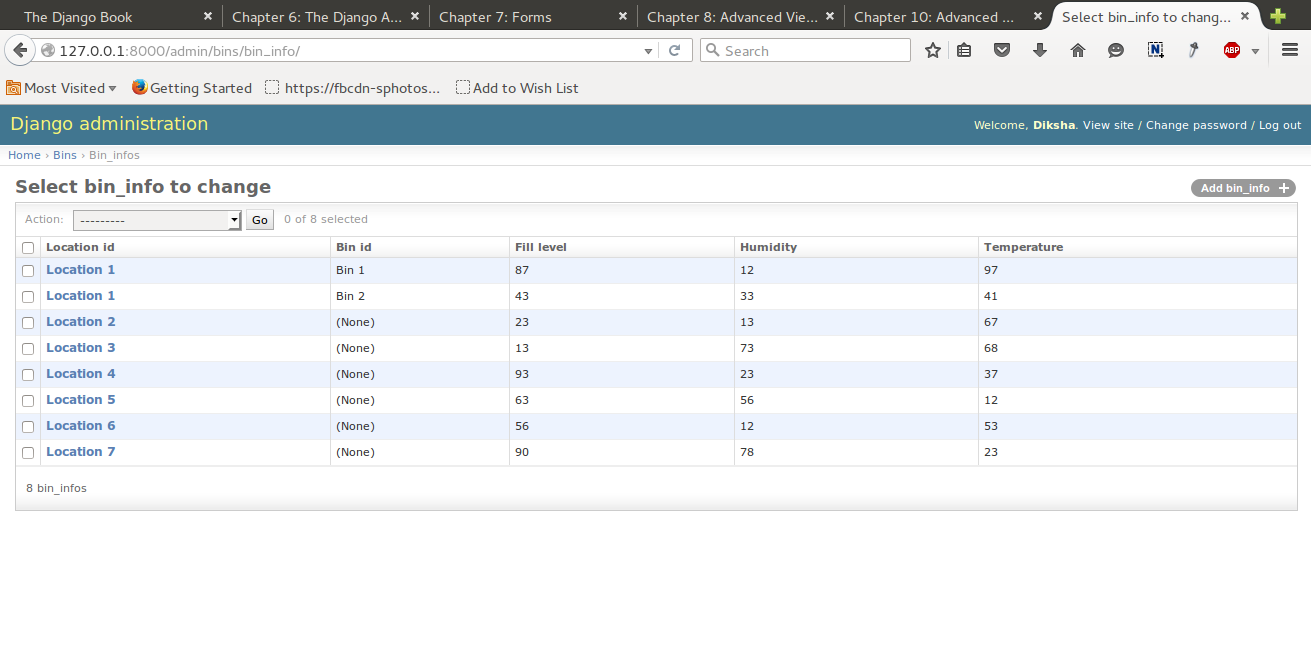 The Django Book Chapter 6: The Django A... Chapter 7: Forms Chapter 8: Advanced Vie... Chapter 10: Advanced ... Select bin_info to change...
127.0.0.1:8000/admin/bins/bin_info/ Search N ABP
Most Visited Getting Started https://fbcdn-sphotos... Add to Wish List
Django administration Welcome, Diksha. View site / Change password / Log out
Home › Bins › Bin_infos
Select bin_info to change Add bin_info +
Action: --------- Go 0 of 8 selected
Location id Bin id Fill level Humidity Temperature
Location 1 Bin 1 87 12 97
Location 1 Bin 2 43 33 41
Location 2 (None) 23 13 67
Location 3 (None) 13 73 68
Location 4 (None) 93 23 37
Location 5 (None) 63 56 12
Location 6 (None) 56 12 53
Location 7 (None) 90 78 23
8 bin_infos